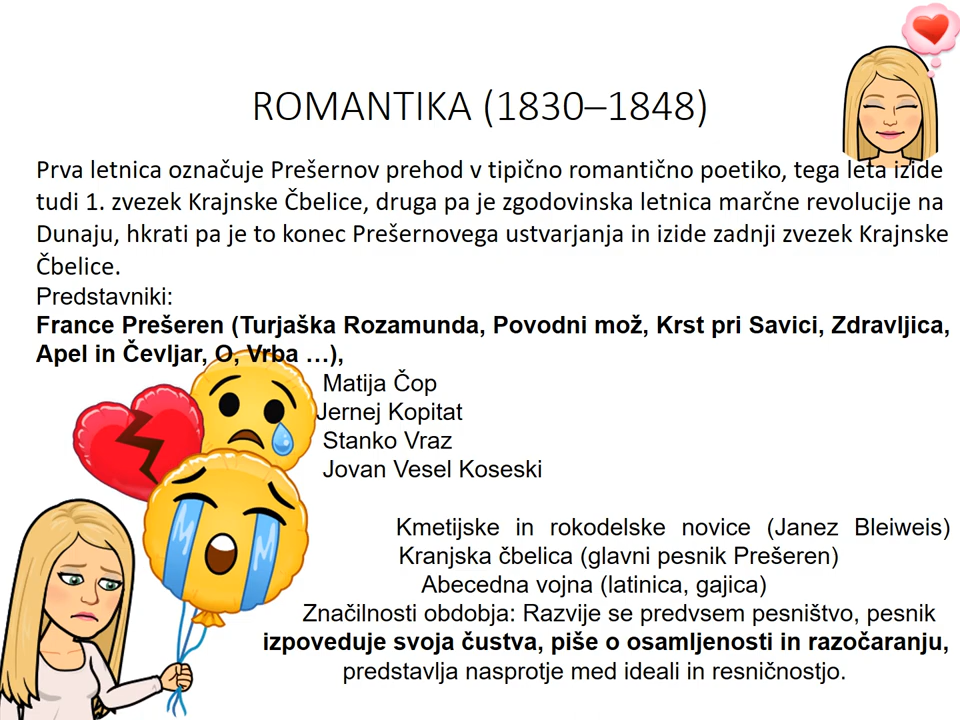 ROMANTIKA (1830–1848)
Prva letnica označuje Prešernov prehod v tipično romantično poetiko, tega leta izide
tudi 1. zvezek Krajnske Čbelice, druga pa je zgodovinska letnica marčne revolucije na
Dunaju, hkrati pa je to konec Prešernovega ustvarjanja in izide zadnji zvezek Krajnske
Čbelice.
Predstavniki:
France Prešeren (Turjaška Rozamunda, Povodni mož, Krst pri Savici, Zdravljica,
Apel in Čevljar, O, Vrba …),
Matija Čop
Jernej Kopitat
Stanko Vraz
Jovan Vesel Koseski
Kmetijske in rokodelske novice (Janez Bleiweis)
Kranjska čbelica (glavni pesnik Prešeren)
Abecedna vojna (latinica, gajica)
Značilnosti obdobja: Razvije se predvsem pesništvo, pesnik
izpoveduje svoja čustva, piše o osamljenosti in razočaranju,
predstavlja nasprotje med ideali in resničnostjo.